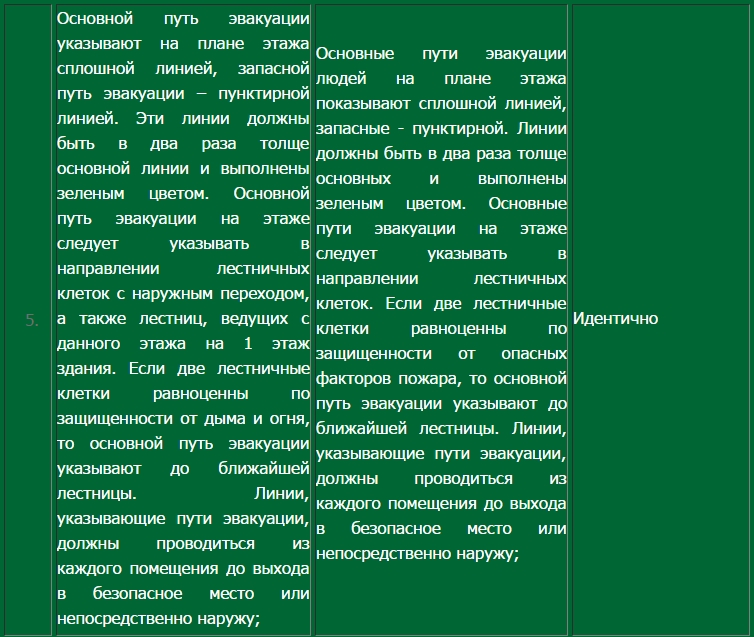 5.
Основной путь эвакуации
указывают на плане этажа
сплошной линией, запасной
путь эвакуации – пунктирной
линией. Эти линии должны
быть в два раза толще
основной линии и выполнены
зеленым цветом. Основной
путь эвакуации на этаже
следует указывать в
направлении лестничных
клеток с наружным переходом,
а также лестниц, ведущих с
данного этажа на 1 этаж
здания. Если две лестничные
клетки равноценны по
защищенности от дыма и огня,
то основной путь эвакуации
указывают до ближайшей
лестницы. Линии,
указывающие пути эвакуации,
должны проводиться из
каждого помещения до выхода
в безопасное место или
непосредственно наружу;
Основные пути эвакуации
людей на плане этажа
показывают сплошной линией,
запасные - пунктирной. Линии
должны быть в два раза толще
основных и выполнены
зеленым цветом. Основные
пути эвакуации на этаже
следует указывать в
направлении лестничных
клеток. Если две лестничные
клетки равноценны по
защищенности от опасных
факторов пожара, то основной
путь эвакуации указывают до
ближайшей лестницы. Линии,
указывающие пути эвакуации,
должны проводиться из
каждого помещения до выхода
в безопасное место или
непосредственно наружу;
Идентично